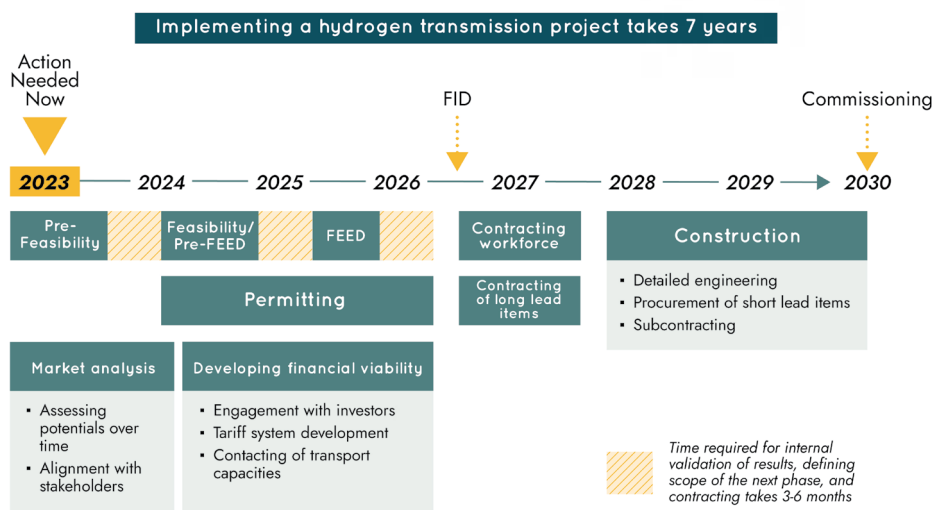 Implementing a hydrogen transmission project takes 7 years
Action
Needed
Now
FID
Commissioning
2023
2024
2025
2026
2027
2028
2029
2030
Pre-
Feasibility
Feasibility/
Pre-FEED
FEED
Contracting
workforce
Construction
Permitting
Contracting
of long lead
items
▪ Detailed engineering
▪ Procurement of short lead items
▪ Subcontracting
Market analysis
▪ Assessing
potentials over
time
▪ Alignment with
stakeholders
Developing financial viability
▪ Engagement with investors
▪ Tariff system development
▪ Contacting of transport
capacities
Time required for internal
validation of results, defining
scope of the next phase, and
contracting takes 3-6 months